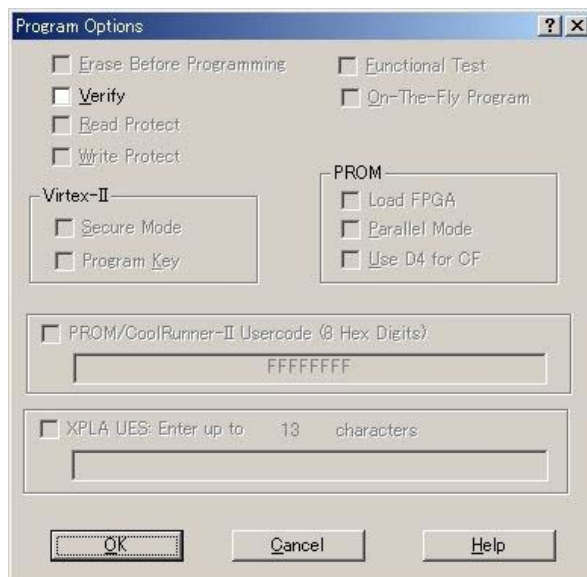 Program Options
Erase Before Programming
Functional Test
Verify
On-The-Fly Program
Read Protect
Write Protect
Virtex-II
Secure Mode
Program Key
PROM
Load FPGA
Parallel Mode
Use D4 for CF
PROM/CoolRunner-II Usercode (8 Hex Digits)
FFFFFFFF
XPLA UES: Enter up to 13 characters
OK Cancel Help